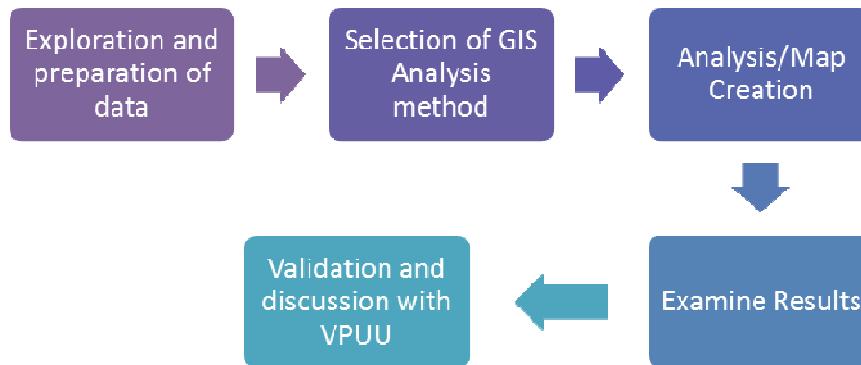 Exploration and
preparation of
data
Selection of GIS
Analysis
method
Analysis/Map
Creation
Examine Results
Validation and
discussion with
VPUU